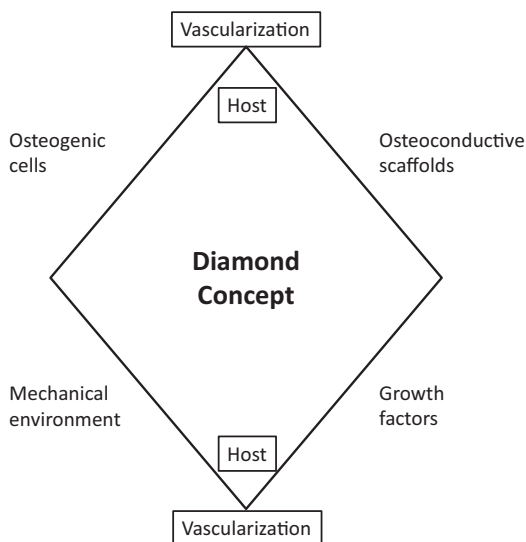 Vascularization
Host
Osteogenic
cells
Osteoconductive
scaffolds
Diamond
Concept
Mechanical
environment
Growth
factors
Host
Vascularization